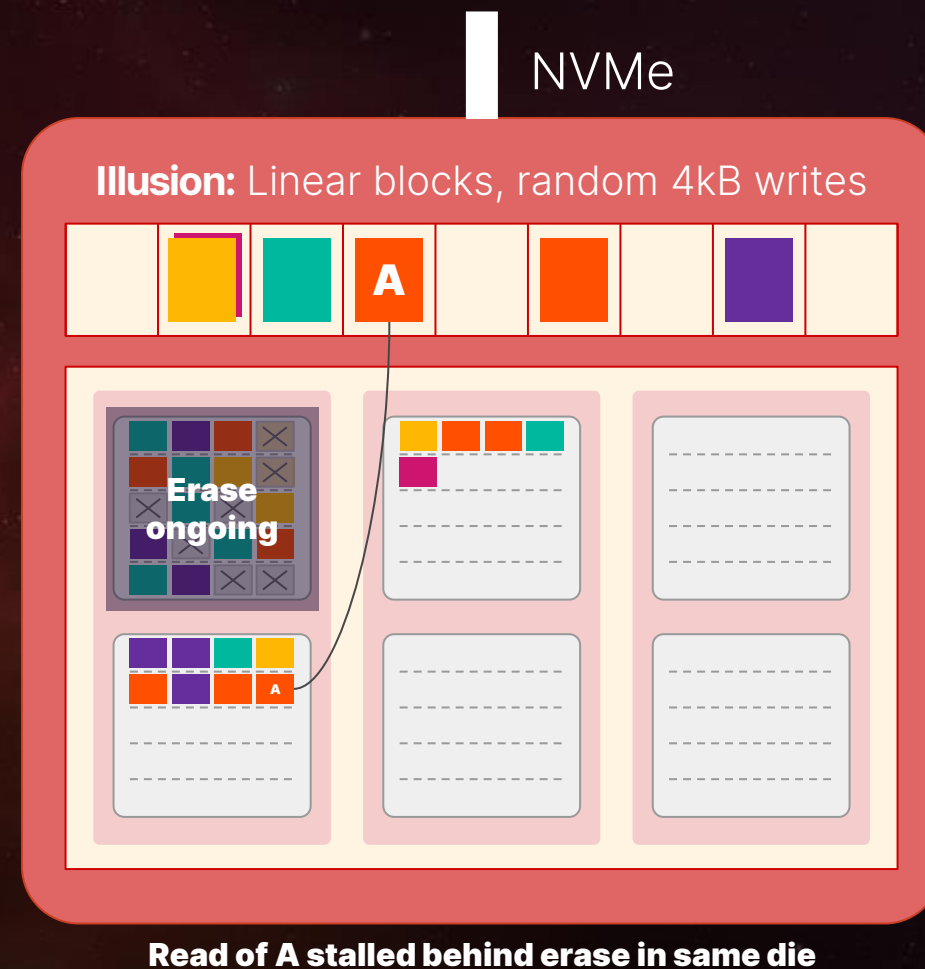 NVMe
Illusion: Linear blocks, random 4kB writes
A
Erase
ongoing
A
Read of A stalled behind erase in same die